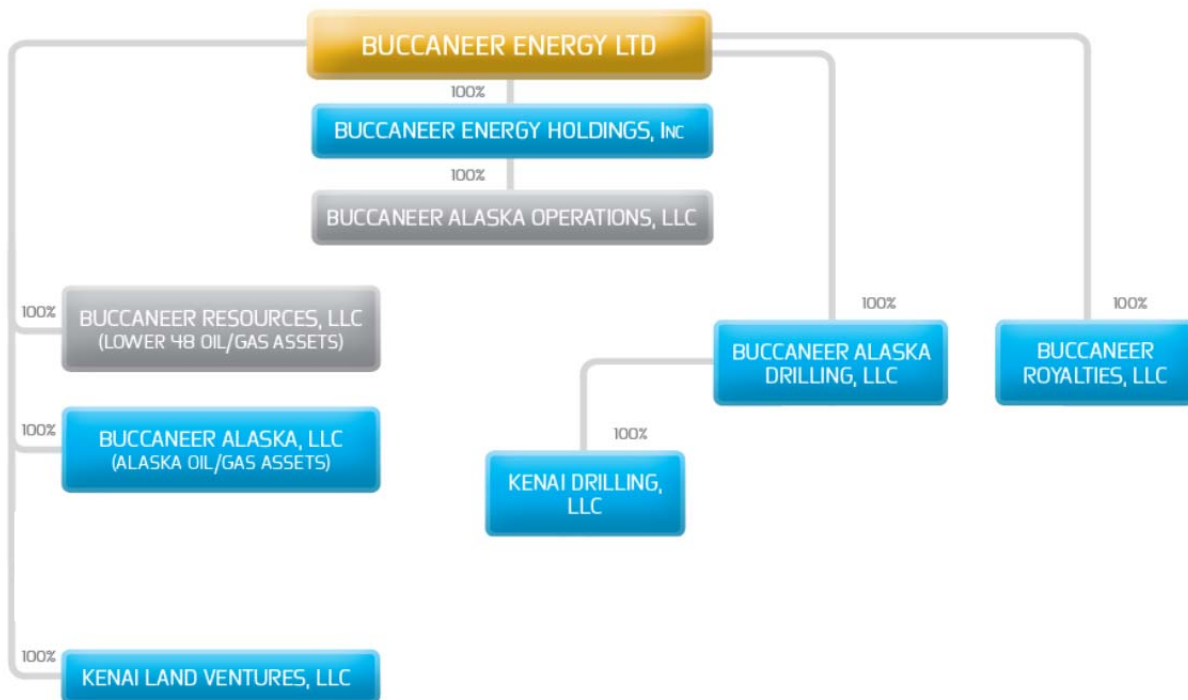 BUCCANEER ENERGY LTD
100%
BUCCANEER ENERGY HOLDINGS, INC
100%
BUCCANEER ALASKA OPERATIONS, LLC
100%
BUCCANEER RESOURCES, LLC
(LOWER 48 OIL/GAS ASSETS)
100%
BUCCANEER ALASKA, LLC
(ALASKA OIL/GAS ASSETS)
100%
KENAI LAND VENTURES, LLC
100%
BUCCANEER ALASKA
DRILLING, LLC
100%
KENAI DRILLING,
LLC
100%
BUCCANEER
ROYALTIES, LLC